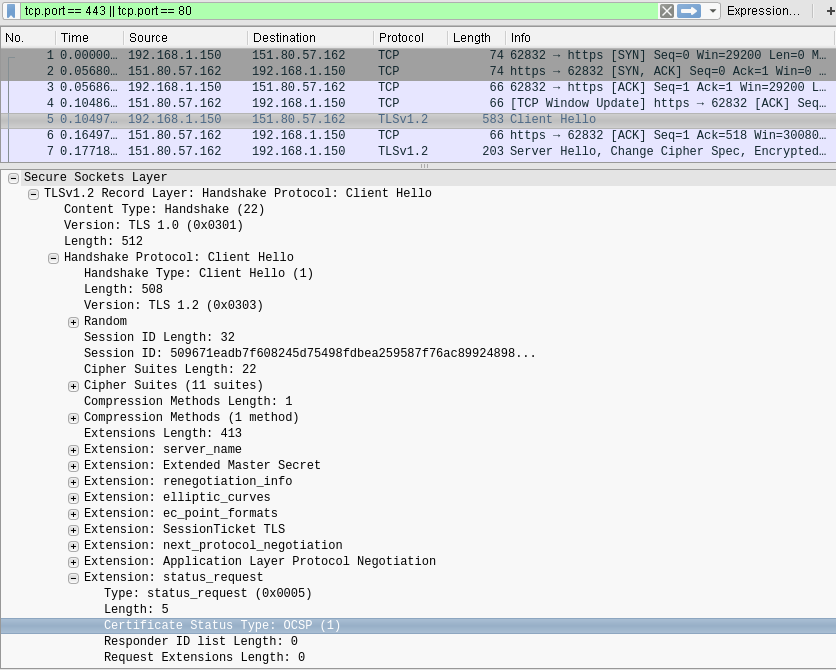 tcp.port== 443 || tcp.port== 80 Expression... +
No. Time Source Destination Protocol Length Info
1 0.00000... 192.168.1.150 151.80.57.162 TCP 74 62832 → https [SYN] Seq=0 Win=29200 Len=0 M...
2 0.05680... 151.80.57.162 192.168.1.150 TCP 74 https → 62832 [SYN, ACK] Seq=0 Ack=1 Win=0 ...
3 0.05686... 192.168.1.150 151.80.57.162 TCP 66 62832 → https [ACK] Seq=1 Ack=1 Win=29200 L...
4 0.10486... 151.80.57.162 192.168.1.150 TCP 66 [TCP Window Update] https → 62832 [ACK] Seq...
5 0.10497... 192.168.1.150 151.80.57.162 TLSv1.2 583 Client Hello
6 0.16497... 151.80.57.162 192.168.1.150 TCP 66 https → 62832 [ACK] Seq=1 Ack=518 Win=30080...
7 0.17718... 151.80.57.162 192.168.1.150 TLSv1.2 203 Server Hello, Change Cipher Spec, Encrypted...
Secure Sockets Layer
TLSv1.2 Record Layer: Handshake Protocol: Client Hello
Content Type: Handshake (22)
Version: TLS 1.0 (0x0301)
Length: 512
Handshake Protocol: Client Hello
Handshake Type: Client Hello (1)
Length: 508
Version: TLS 1.2 (0x0303)
Random
Session ID Length: 32
Session ID: 509671eadb7f608245d75498fdbea259587f76ac89924898...
Cipher Suites Length: 22
Cipher Suites (11 suites)
Compression Methods Length: 1
Compression Methods (1 method)
Extensions Length: 413
Extension: server_name
Extension: Extended Master Secret
Extension: renegotiation_info
Extension: elliptic_curves
Extension: ec_point_formats
Extension: SessionTicket TLS
Extension: next_protocol_negotiation
Extension: Application Layer Protocol Negotiation
Extension: status_request
Type: status_request (0x0005)
Length: 5
Certificate Status Type: OCSP (1)
Responder ID list Length: 0
Request Extensions Length: 0